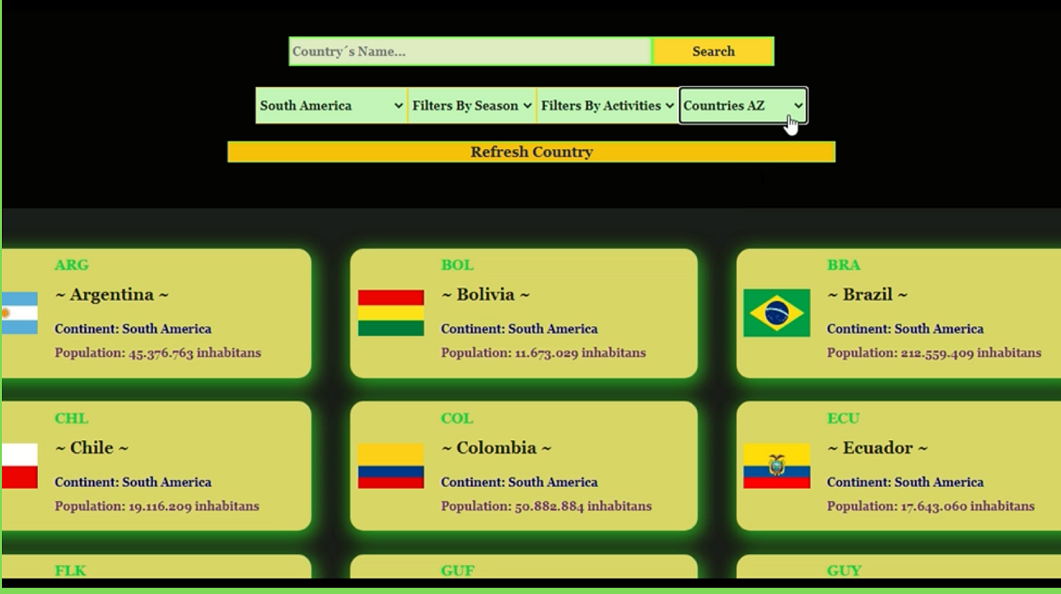 Country´s Name...
Search
South America
Filters By Season
Filters By Activities
Countries AZ
Refresh Country
ARG
~ Argentina ~
Continent: South America
Population: 45.376.763 inhabitans
BOL
~ Bolivia ~
Continent: South America
Population: 11.673.029 inhabitans
BRA
~ Brazil ~
Continent: South America
Population: 212.559.409 inhabitans
CHL
~ Chile ~
Continent: South America
Population: 19.116.209 inhabitans
COL
~ Colombia ~
Continent: South America
Population: 50.882.884 inhabitans
ECU
~ Ecuador ~
Continent: South America
Population: 17.643.060 inhabitans
FLK
GUF
GUY